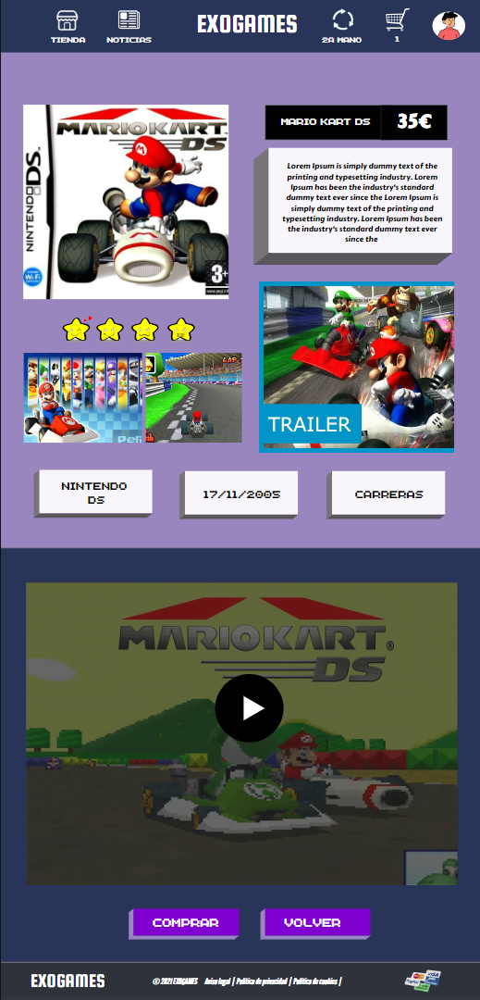 TIENDA
NOTICIAS
EXOGAMES
2A MANO
1
NINTENDO DS
MARIOKART
DS
Wi-Fi
3+
MARIO KART DS
35€
Lorem Ipsum is simply dummy text of the
printing and typesetting industry. Lorem
Ipsum has been the industry's standard
dummy text ever since the Lorem Ipsum is
simply dummy text of the printing and
typesetting industry. Lorem Ipsum has been
the industry's standard dummy text ever
since the
TRAILER
Peli
LAP
NINTENDO
DS
17/11/2005
CARRERAS
MARIOKART®
DS
COMPRAR
VOLVER
EXOGAMES
© 2021 EXOGAMES Aviso legal | Política de privacidad | Política de cookies |